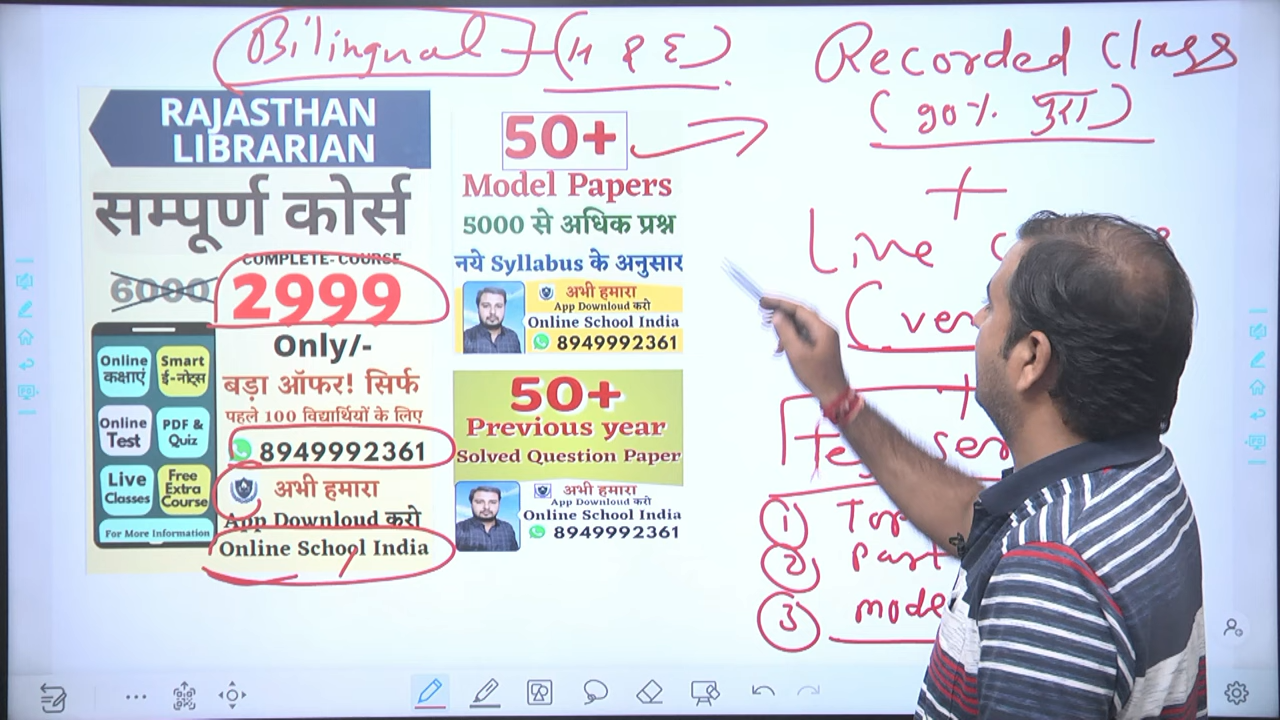 Bilingual - (H & E)
RAJASTHAN
LIBRARIAN
सम्पूर्ण कोर्स
COMPLETE-COURSE
6000 2999
Only/-
बड़ा ऑफर! सिर्फ
पहले 100 विद्यार्थियों के लिए
8949992361
अभी हमारा
App Downloud करो
Online School India
Online कक्षाएं
Smart ई-नोट्स
Online Test
PDF & Quiz
Live Classes
Free Extra Course
For More Information
50+
Model Papers
5000 से अधिक प्रश्न
नये Syllabus के अनुसार
अभी हमारा
App Downloud करो
Online School India
8949992361
50+
Previous year
Solved Question Paper
अभी हमारा
App Downloud करो
Online School India
8949992361
Recorded Class
(90% पुरा)
+
Live
+
① Top
② Part
③ mode